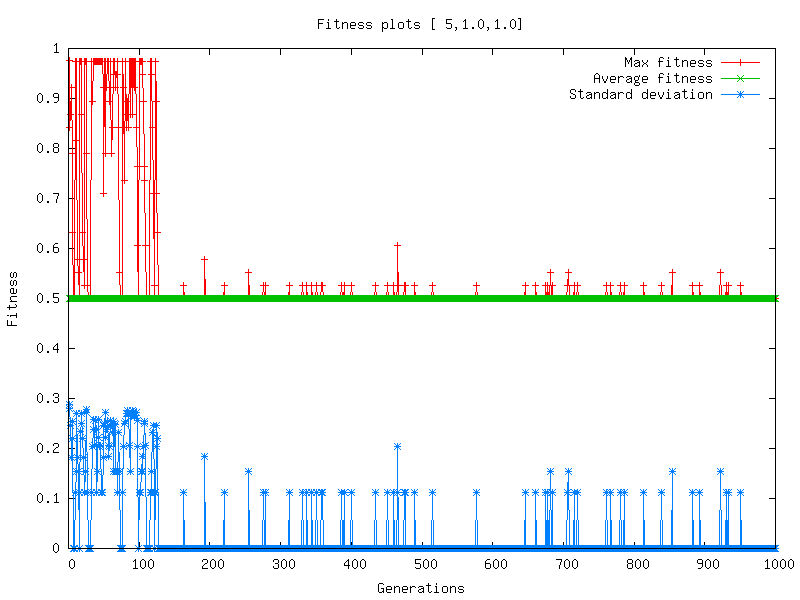 Fitness plots [ 5,1.0,1.0]
Max fitness
Average fitness
Standard deviation
1
0.9
0.8
0.7
0.6
0.5
0.4
0.3
0.2
0.1
0
Fitness
0 100 200 300 400 500 600 700 800 900 1000
Generations